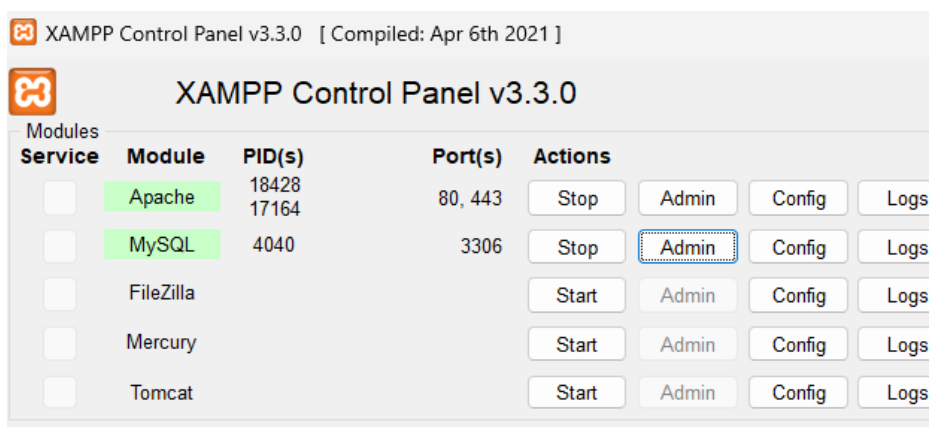 XAMPP Control Panel v3.3.0 [ Compiled: Apr 6th 2021 ]
XAMPP Control Panel v3.3.0
Modules
Service Module PID(s) Port(s) Actions
Apache 18428 17164 80, 443 Stop Admin Config Logs
MySQL 4040 3306 Stop Admin Config Logs
FileZilla Start Admin Config Logs
Mercury Start Admin Config Logs
Tomcat Start Admin Config Logs